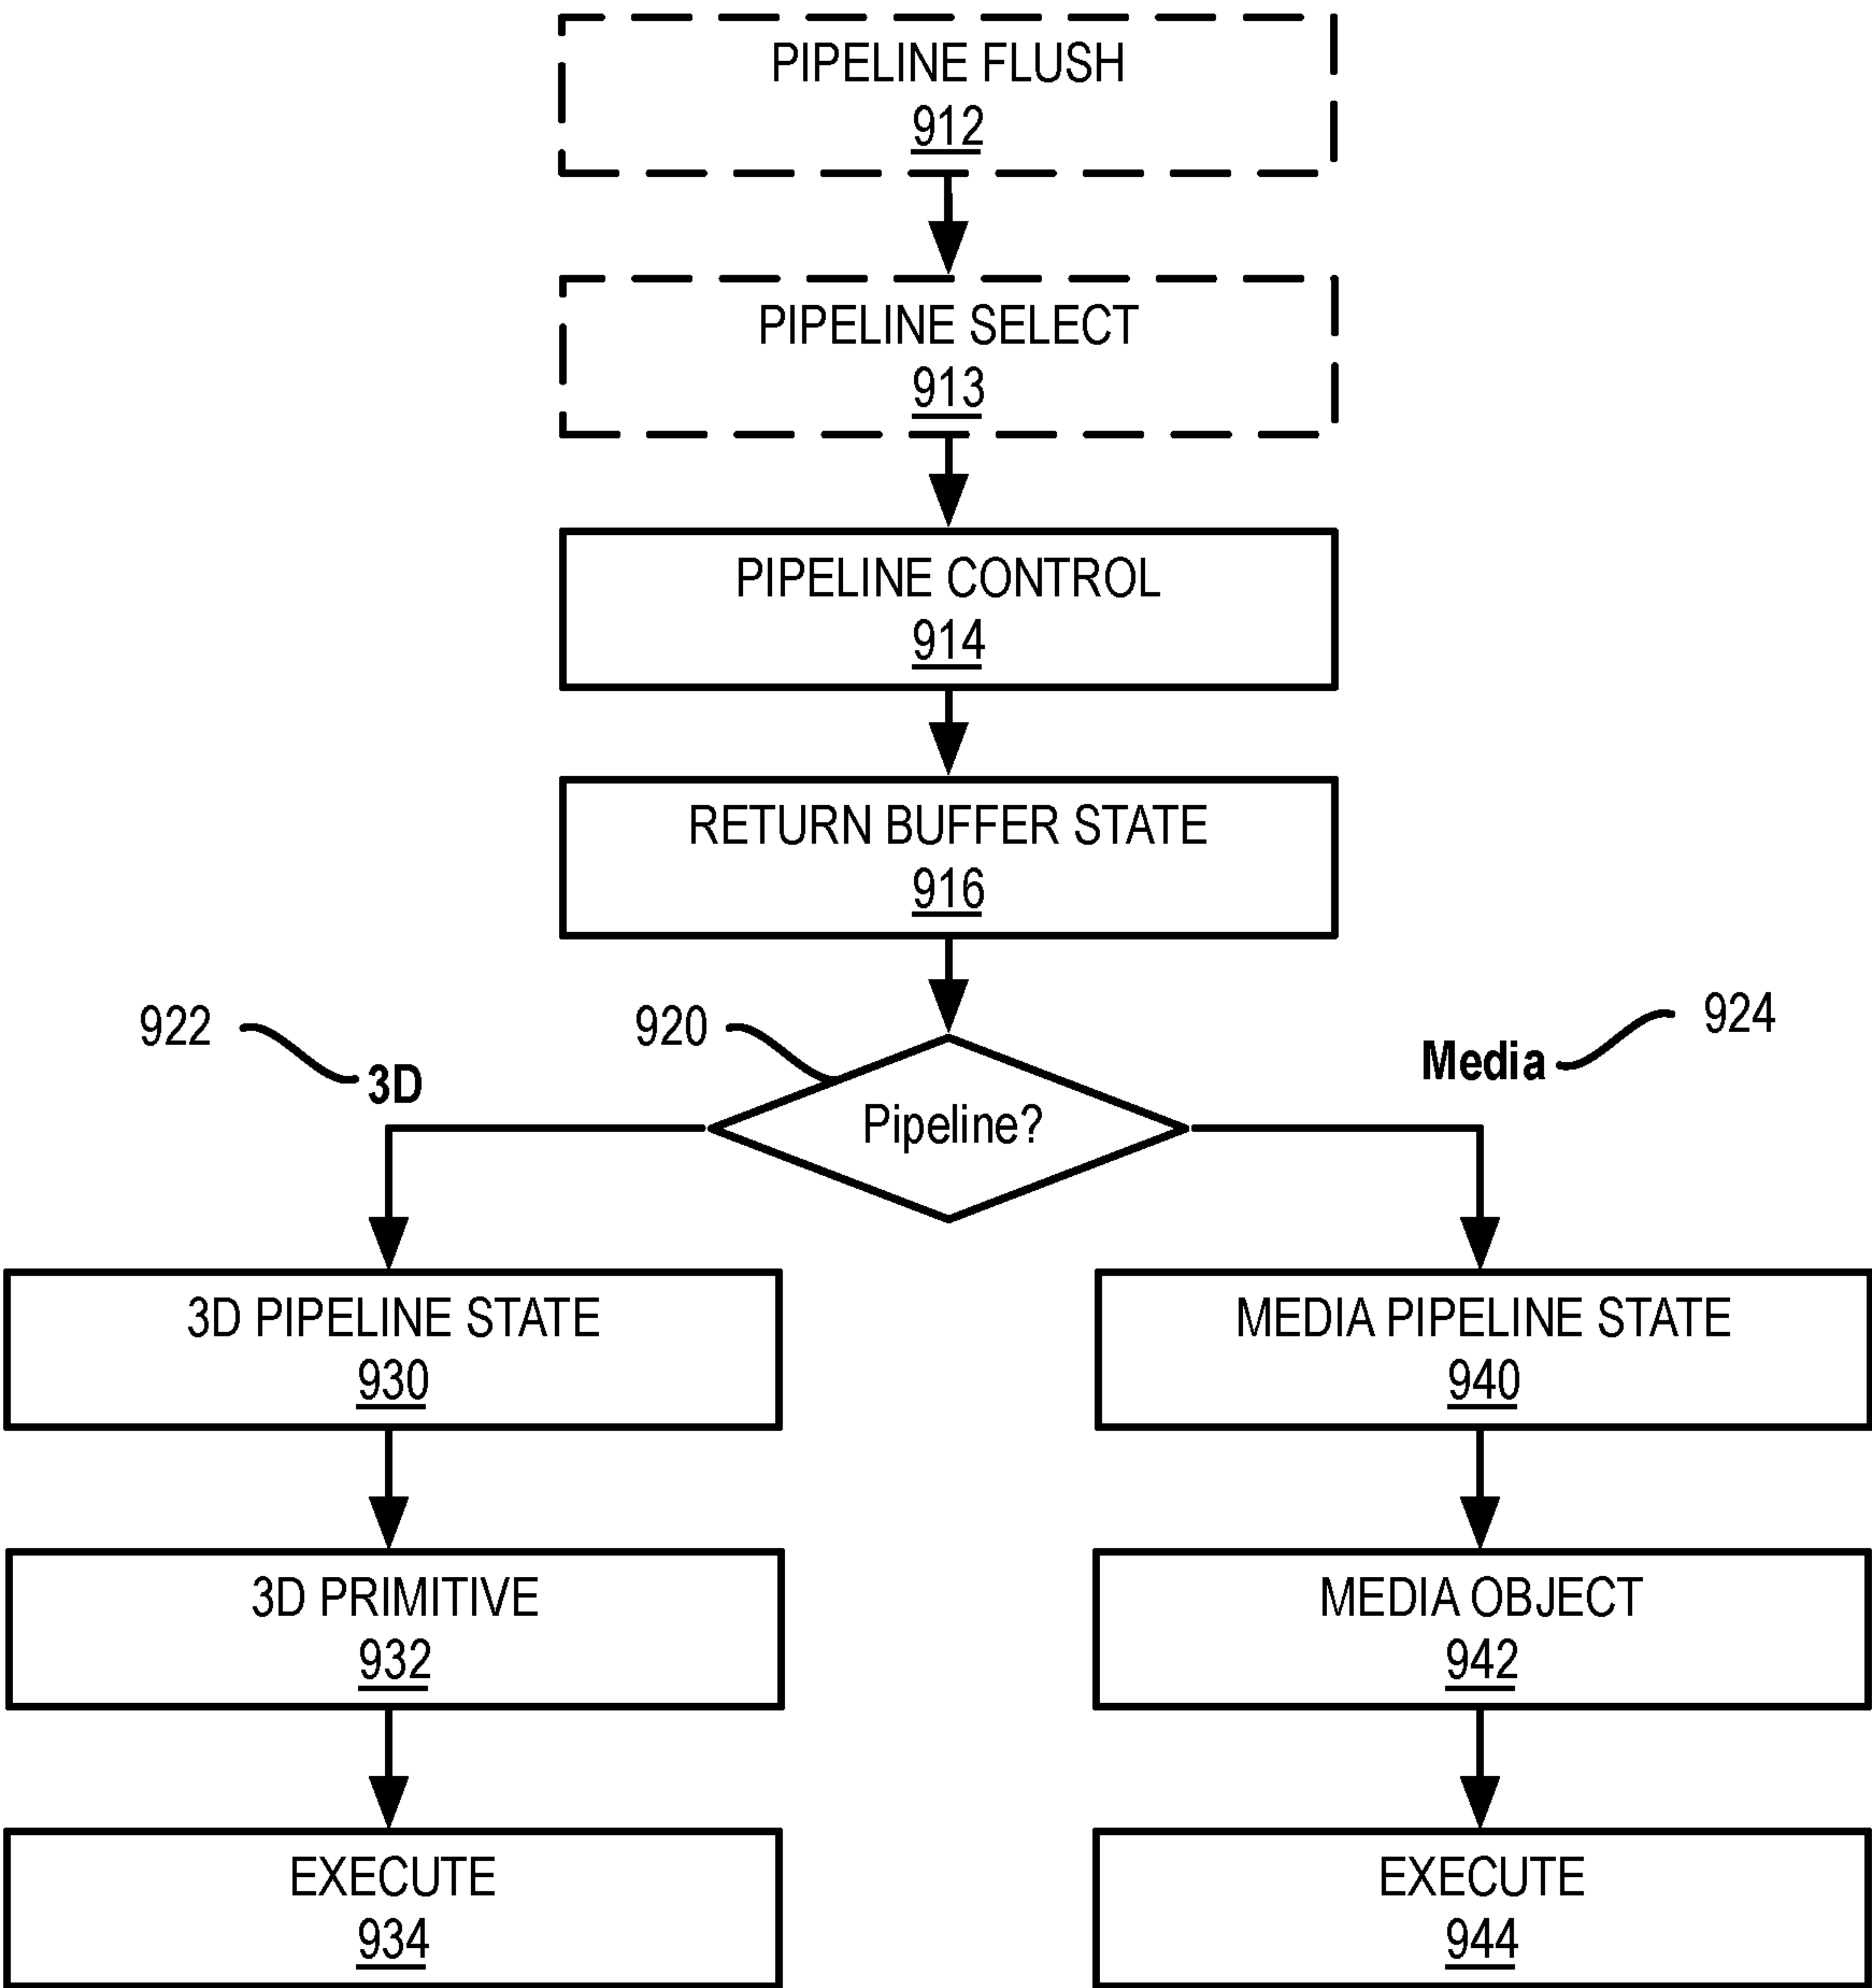 PIPELINE FLUSH
912
PIPELINE SELECT
913
PIPELINE CONTROL
914
RETURN BUFFER STATE
916
922
920
924
3D
Media
Pipeline?
3D PIPELINE STATE
930
MEDIA PIPELINE STATE
940
3D PRIMITIVE
932
MEDIA OBJECT
942
EXECUTE
934
EXECUTE
944